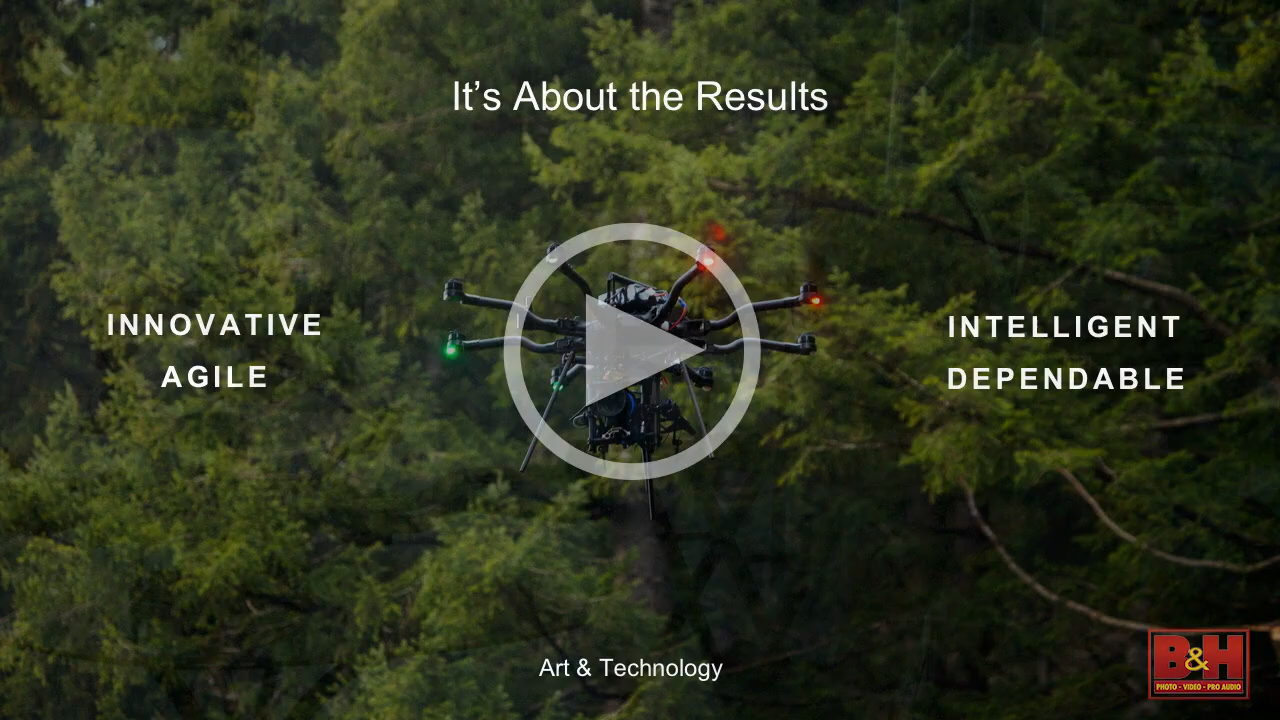 It’s About the Results
INNOVATIVE
AGILE
INTELLIGENT
DEPENDABLE
Art & Technology
B&H
PHOTO - VIDEO - PRO AUDIO